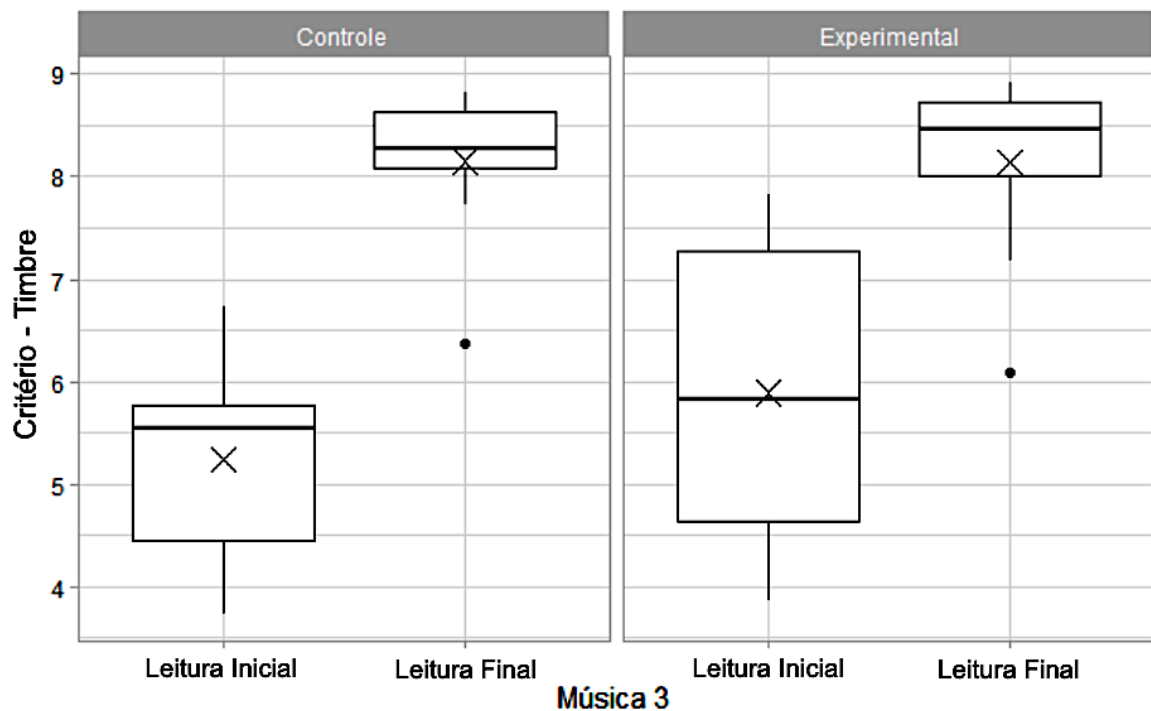 Controle
Experimental
Critério - Timbre
9
8
7
6
5
4
Leitura Inicial
Leitura Final
Leitura Inicial
Leitura Final
Música 3